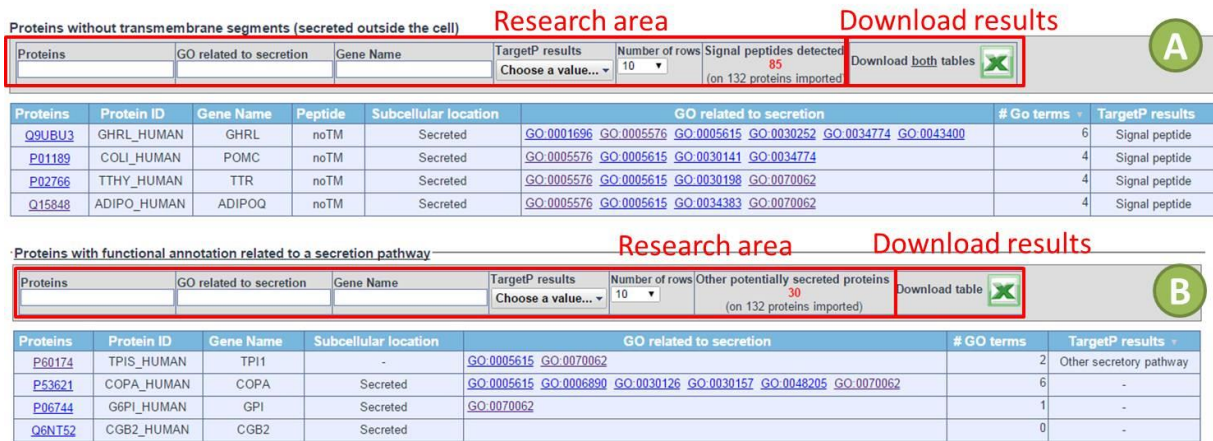 Research area Download results
Proteins without transmembrane segments (secreted outside the cell)
Proteins GO related to secretion Gene Name TargetP results Number of rows Signal peptides detected
Choose a value... 10 85 Download both tables A
(on 132 proteins imported)
Proteins Protein ID Gene Name Peptide Subcellular location GO related to secretion # Go terms TargetP results
Q9UBU3 GHRL_HUMAN GHRL noTM Secreted GO:0001696 GO:0005576 GO:0005615 GO:0030252 GO:0034774 GO:0043400 6 Signal peptide
P01189 COLI_HUMAN POMC noTM Secreted GO:0005576 GO:0005615 GO:0030141 GO:0034774 4 Signal peptide
P02766 TTHY_HUMAN TTR noTM Secreted GO:0005576 GO:0005615 GO:0030198 GO:0070062 4 Signal peptide
Q15848 ADIPO_HUMAN ADIPOQ noTM Secreted GO:0005576 GO:0005615 GO:0034383 GO:0070062 4 Signal peptide
Research area Download results
Proteins with functional annotation related to a secretion pathway
Proteins GO related to secretion Gene Name TargetP results Number of rows Other potentially secreted proteins
Choose a value... 10 30 Download table B
(on 132 proteins imported)
Proteins Protein ID Gene Name Subcellular location GO related to secretion # GO terms TargetP results
P60174 TPIS_HUMAN TPI1 - GO:0005615 GO:0070062 2 Other secretory pathway
P53621 COPA_HUMAN COPA Secreted GO:0005615 GO:0006890 GO:0030126 GO:0030157 GO:0048205 GO:0070062 6 -
P06744 G6PI_HUMAN GPI Secreted GO:0070062 1 -
Q6NT52 CGB2_HUMAN CGB2 Secreted 0 -